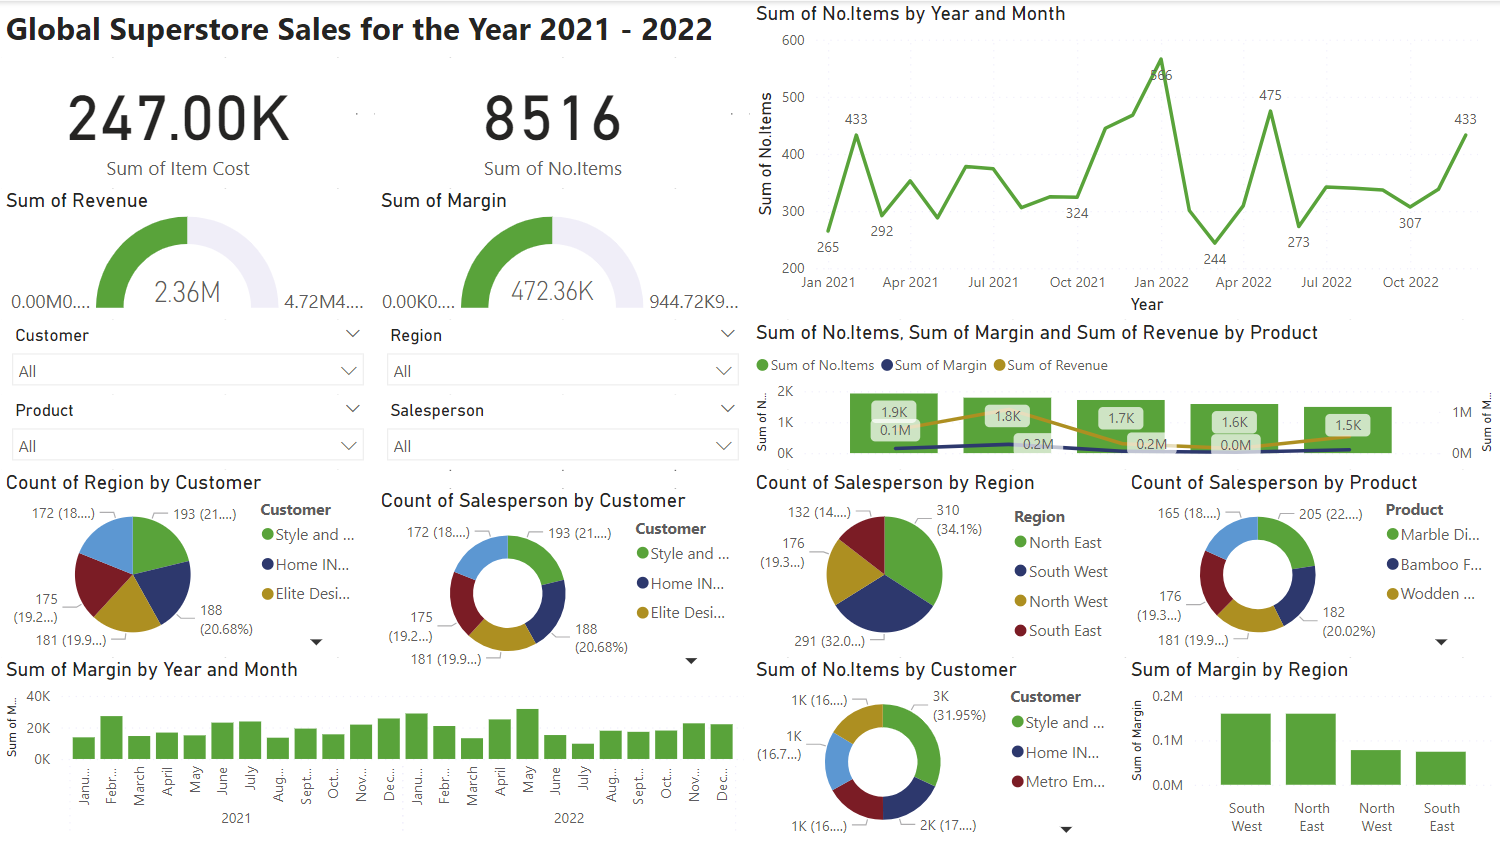 Global Superstore Sales for the Year 2021 - 2022
247.00K
Sum of Item Cost
8516
Sum of No.Items
Sum of Revenue
0.00M0....
2.36M
4.72M4....
Sum of Margin
0.00K0....
472.36K
944.72K9...
Customer
All
Region
All
Product
All
Salesperson
All
Sum of No.Items by Year and Month
Sum of No.Items
600
500
400
300
200
265
433
292
324
566
244
475
273
307
433
Jan 2021
Apr 2021
Jul 2021
Oct 2021
Jan 2022
Apr 2022
Jul 2022
Oct 2022
Year
Sum of No.Items, Sum of Margin and Sum of Revenue by Product
Sum of No.Items
Sum of Margin
Sum of Revenue
Sum of N...
2K
1K
0K
1.9K
0.1M
1.8K
0.2M
1.7K
0.2M
1.6K
0.0M
1.5K
1M
0M
Sum of M...
Count of Region by Customer
172 (18....)
193 (21....)
175
(19.2...)
181 (19.9...)
188
(20.68%)
Customer
Style and ...
Home IN...
Elite Desi...
Count of Salesperson by Customer
172 (18....)
193 (21....)
175
(19.2...)
181 (19.9...)
188
(20.68%)
Customer
Style and ...
Home IN...
Elite Desi...
Count of Salesperson by Region
132 (14....)
310
(34.1%)
176
(19.3...)
291 (32.0...)
Region
North East
South West
North West
South East
Count of Salesperson by Product
165 (18....)
205 (22....)
176
(19.3...)
181 (19.9...)
182
(20.02%)
Product
Marble Di...
Bamboo F...
Wodden ...
Sum of Margin by Year and Month
Sum of M...
40K
20K
0K
Janu...
Febr...
March
April
May
June
July
Aug...
Sept...
Oct...
Nov...
Dec...
Janu...
Febr...
March
April
May
June
July
Aug...
Sept...
Oct...
Nov...
Dec...
2021
2022
Sum of No.Items by Customer
1K (16....)
3K
(31.95%)
1K
(16.7...)
1K (16....)
2K (17....)
Customer
Style and ...
Home IN...
Metro Em...
Sum of Margin by Region
Sum of Margin
0.2M
0.1M
0.0M
South
West
North
East
North
West
South
East